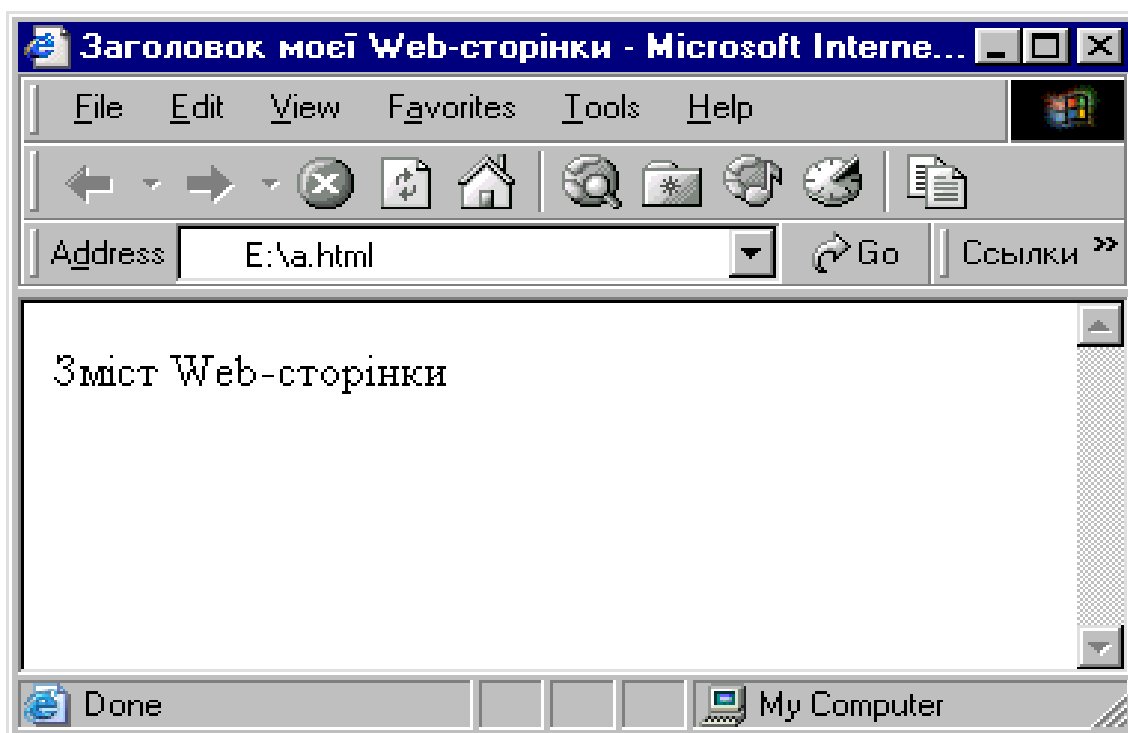 Заголовок моєї Web-сторінки - Microsoft Interne...
File Edit View Favorites Tools Help
Address E:\a.html Go Ссылки »
Зміст Web-сторінки
Done My Computer